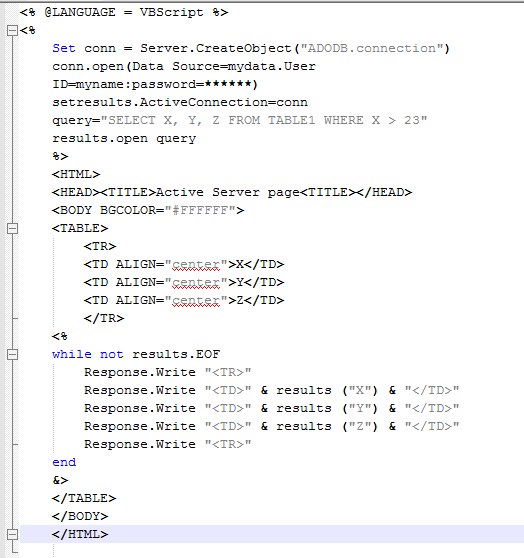 <% @LANGUAGE = VBScript %>
<%
Set conn = Server.CreateObject("ADODB.connection")
conn.open(Data Source=mydata.User
ID=myname:password=******)
setresults.ActiveConnection=conn
query="SELECT X, Y, Z FROM TABLE1 WHERE X > 23"
results.open query
%>
<HTML>
<HEAD><TITLE>Active Server page<TITLE></HEAD>
<BODY BGCOLOR="#FFFFFF">
<TABLE>
<TR>
<TD ALIGN="center">X</TD>
<TD ALIGN="center">Y</TD>
<TD ALIGN="center">Z</TD>
</TR>
<%
while not results.EOF
Response.Write "<TR>"
Response.Write "<TD>" & results ("X") & "</TD>"
Response.Write "<TD>" & results ("Y") & "</TD>"
Response.Write "<TD>" & results ("Z") & "</TD>"
Response.Write "<TR>"
end
&>
</TABLE>
</BODY>
</HTML>